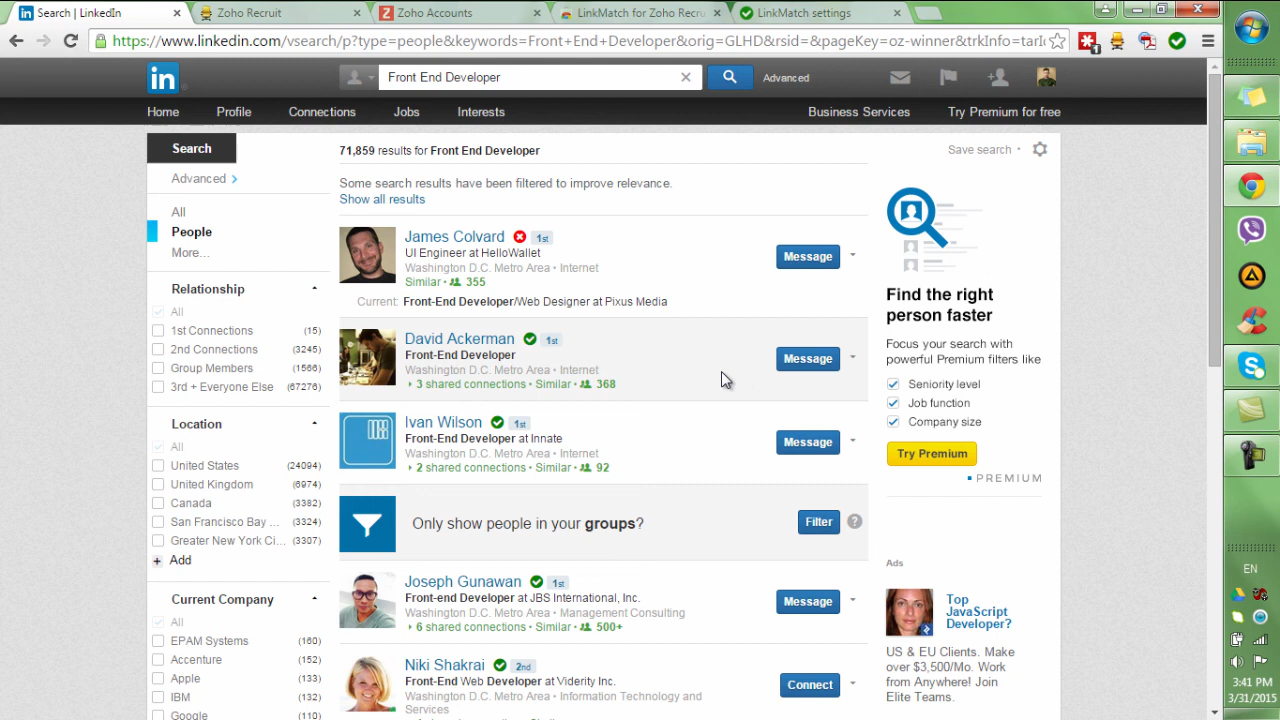 Search | LinkedIn
Zoho Recruit
Zoho Accounts
LinkMatch for Zoho Recru
LinkMatch settings
https://www.linkedin.com/vsearch/p?type=people&keywords=Front+End+Developer&orig=GLHD&rsid=&pageKey=oz-winner&trkInfo=tarId
1
in
Front End Developer
Advanced
Home
Profile
Connections
Jobs
Interests
Business Services
Try Premium for free
Search
Advanced
All
People
More...
Relationship
All
1st Connections (15)
2nd Connections (3245)
Group Members (1566)
3rd + Everyone Else (67276)
Location
All
United States (24094)
United Kingdom (6974)
Canada (3382)
San Francisco Bay ... (3324)
Greater New York Ci... (3307)
+ Add
Current Company
All
EPAM Systems (160)
Accenture (152)
Apple (133)
IBM (132)
Google (110)
71,859 results for Front End Developer
Save search
Some search results have been filtered to improve relevance.
Show all results
James Colvard 1st
UI Engineer at HelloWallet
Washington D.C. Metro Area • Internet
Similar • 355
Current: Front-End Developer/Web Designer at Pixus Media
Message
David Ackerman 1st
Front-End Developer
Washington D.C. Metro Area • Internet
3 shared connections • Similar • 368
Message
Ivan Wilson 1st
Front-End Developer at Innate
Washington D.C. Metro Area • Internet
2 shared connections • Similar • 92
Message
Only show people in your groups?
Filter
?
Joseph Gunawan 1st
Front-end Developer at JBS International, Inc.
Washington D.C. Metro Area • Management Consulting
6 shared connections • Similar • 500+
Message
Niki Shakrai 2nd
Front-End Web Developer at Viderity Inc.
Washington D.C. Metro Area • Information Technology and
Services
Connect
Find the right
person faster
Focus your search with
powerful Premium filters like
Seniority level
Job function
Company size
Try Premium
PREMIUM
Ads
Top
JavaScript
Developer?
US & EU Clients. Make
over $3,500/Mo. Work
from Anywhere! Join
Elite Teams.
EN
3:41 PM
3/31/2015